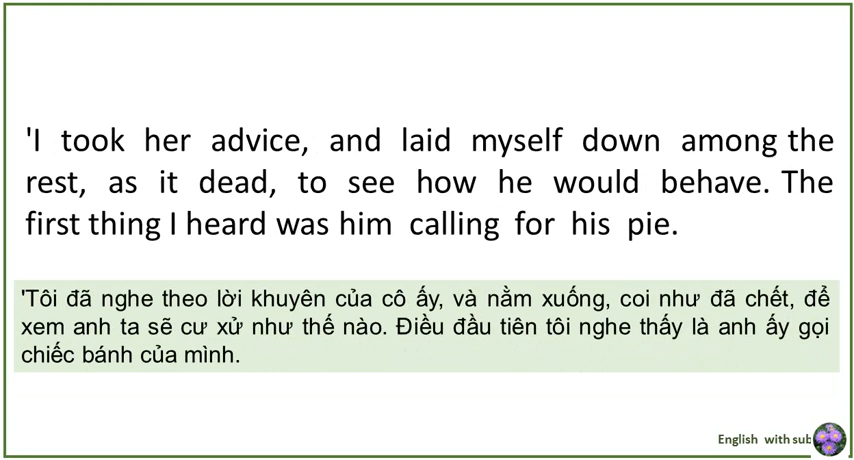 'I took her advice, and laid myself down among the
rest, as it dead, to see how he would behave. The
first thing I heard was him calling for his pie.
'Tôi đã nghe theo lời khuyên của cô ấy, và nằm xuống, coi như đã chết, để
xem anh ta sẽ cư xử như thế nào. Điều đầu tiên tôi nghe thấy là anh ấy gọi
chiếc bánh của mình.
English with sub